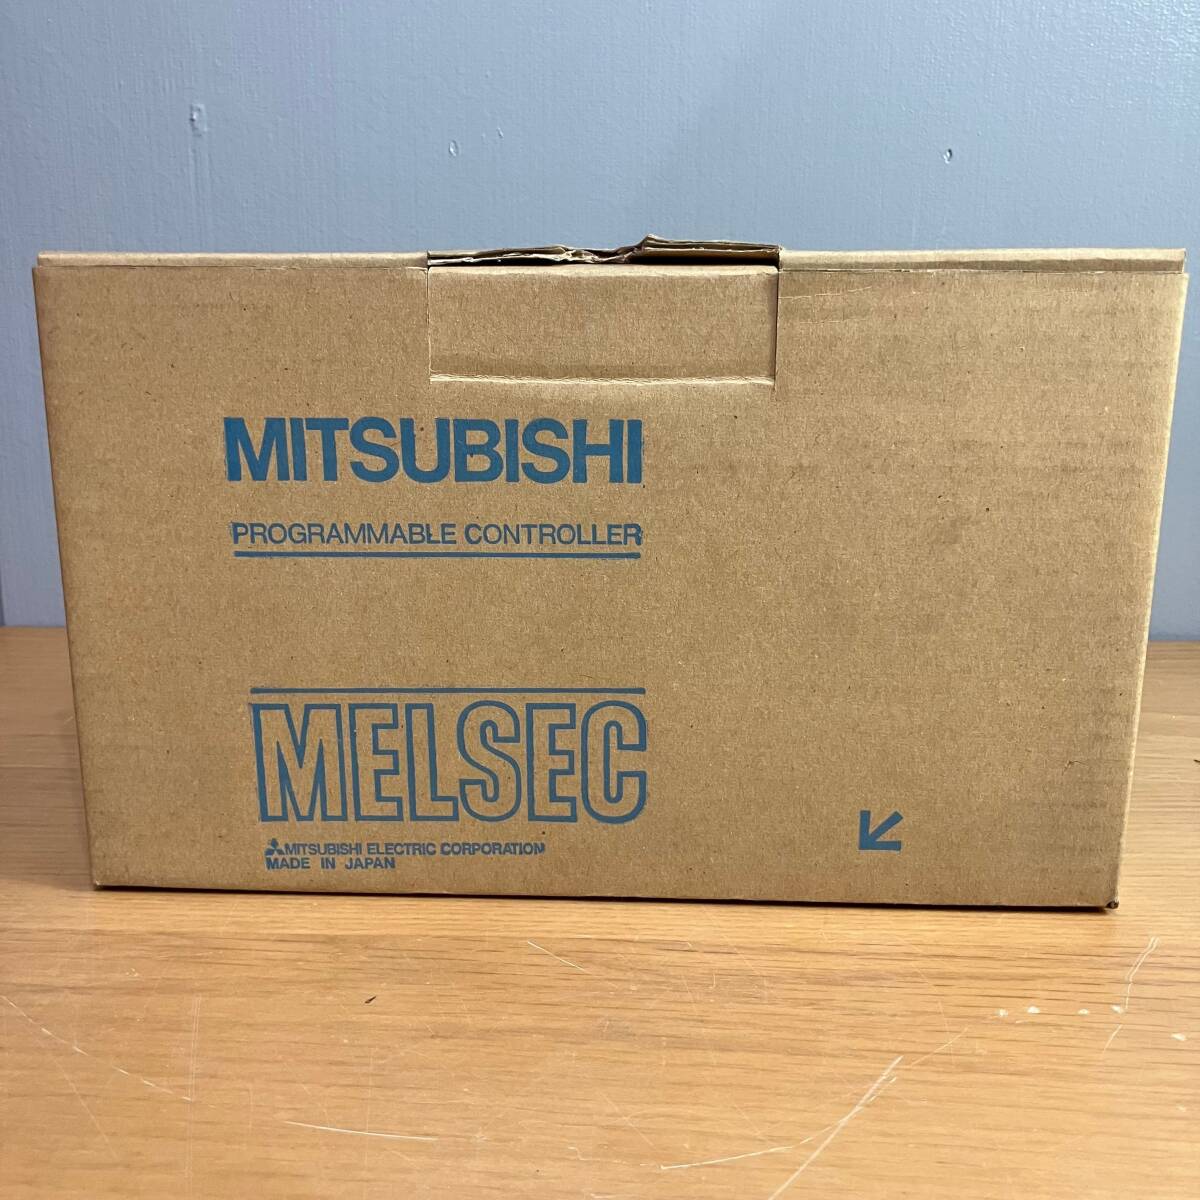 MITSUBISHI
PROGRAMMABLE CONTROLLER
MELSEC
MITSUBISHI ELECTRIC CORPORATION
MADE IN JAPAN